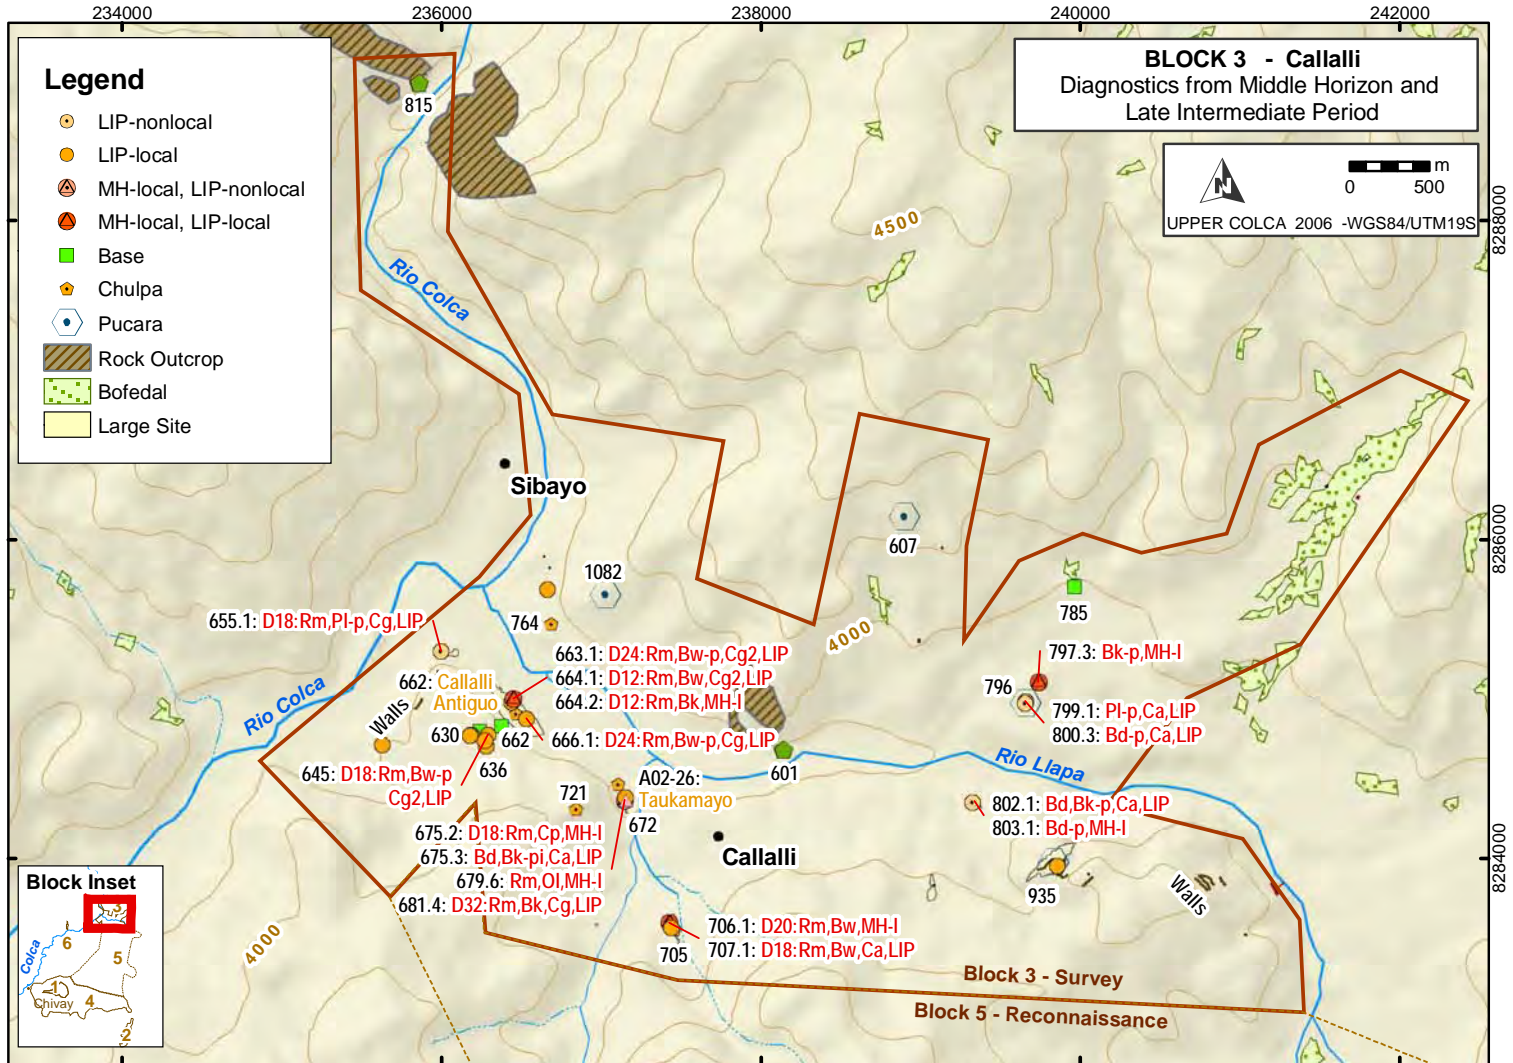 234000
236000
238000
240000
242000
Legend
LIP-nonlocal
LIP-local
MH-local, LIP-nonlocal
MH-local, LIP-local
Base
Chulpa
Pucara
Rock Outcrop
Bofedal
Large Site
BLOCK 3 - Callalli
Diagnostics from Middle Horizon and
Late Intermediate Period
N
m
0 500
UPPER COLCA 2006 -WGS84/UTM19S
8288000
8286000
8284000
815
4500
Rio Colca
Sibayo
607
1082
785
764
4000
655.1: D18:Rm,Pl-p,Cg,LIP
663.1: D24:Rm,Bw-p,Cg2,LIP
664.1: D12:Rm,Bw,Cg2,LIP
664.2: D12:Rm,Bk,MH-I
797.3: Bk-p,MH-I
662: Callalli
Antiguo
796
Rio Colca
Walls
799.1: Pl-p,Ca,LIP
800.3: Bd-p,Ca,LIP
630
662
666.1: D24:Rm,Bw-p,Cg,LIP
636
601
Rio Llapa
645: D18:Rm,Bw-p
Cg2,LIP
A02-26:
Taukamayo
721
672
802.1: Bd,Bk-p,Ca,LIP
803.1: Bd-p,MH-I
675.2: D18:Rm,Cp,MH-I
675.3: Bd,Bk-pi,Ca,LIP
679.6: Rm,Ol,MH-I
681.4: D32:Rm,Bk,Cg,LIP
Callalli
935
Walls
706.1: D20:Rm,Bw,MH-I
707.1: D18:Rm,Bw,Ca,LIP
705
4000
Block 3 - Survey
Block 5 - Reconnaissance
Block Inset
3
6
5
Colca
1
Chivay
4
2